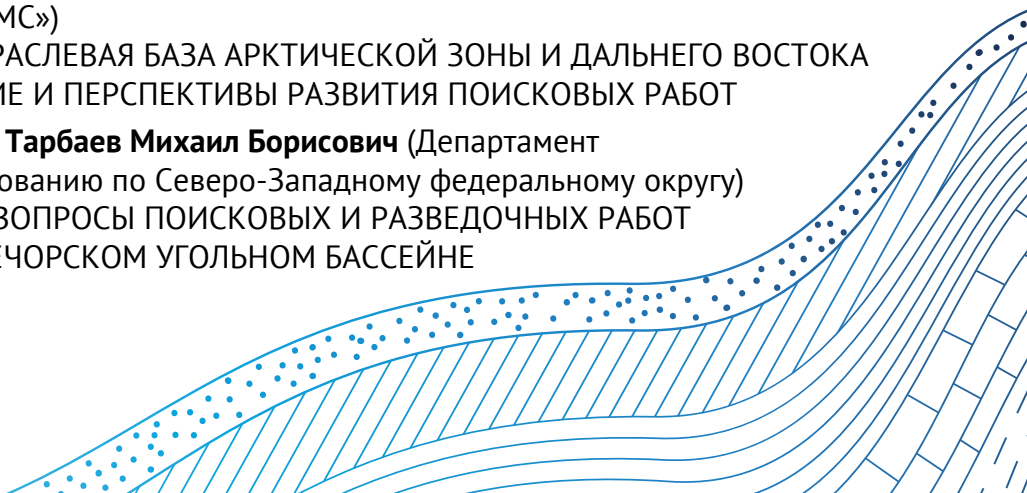 МС»)
РАСЛЕВАЯ БАЗА АРКТИЧЕСКОЙ ЗОНЫ И ДАЛЬНЕГО ВОСТОКА
ИЕ И ПЕРСПЕКТИВЫ РАЗВИТИЯ ПОИСКОВЫХ РАБОТ
Тарбаев Михаил Борисович (Департамент
ованию по Северо-Западному федеральному округу)
ВОПРОСЫ ПОИСКОВЫХ И РАЗВЕДОЧНЫХ РАБОТ
ЕЧОРСКОМ УГОЛЬНОМ БАССЕЙНЕ